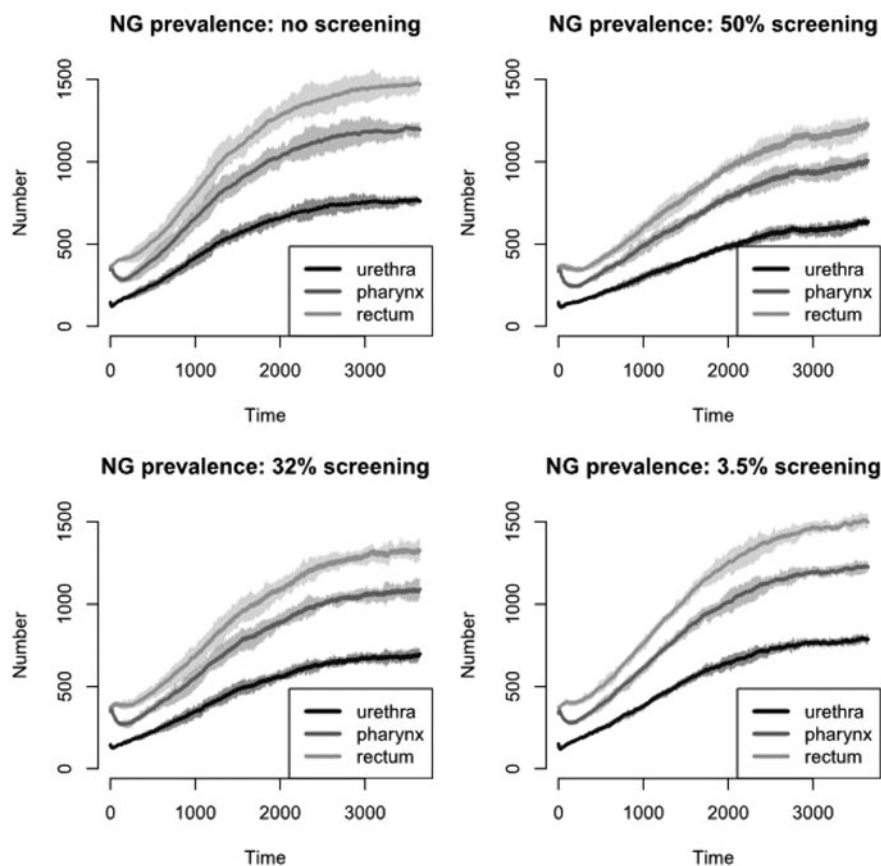 NG prevalence: no screening
Number
1500
1000
500
0
urethra
pharynx
rectum
0 1000 2000 3000
Time
NG prevalence: 50% screening
Number
1500
1000
500
0
urethra
pharynx
rectum
0 1000 2000 3000
Time
NG prevalence: 32% screening
Number
1500
1000
500
0
urethra
pharynx
rectum
0 1000 2000 3000
Time
NG prevalence: 3.5% screening
Number
1500
1000
500
0
urethra
pharynx
rectum
0 1000 2000 3000
Time